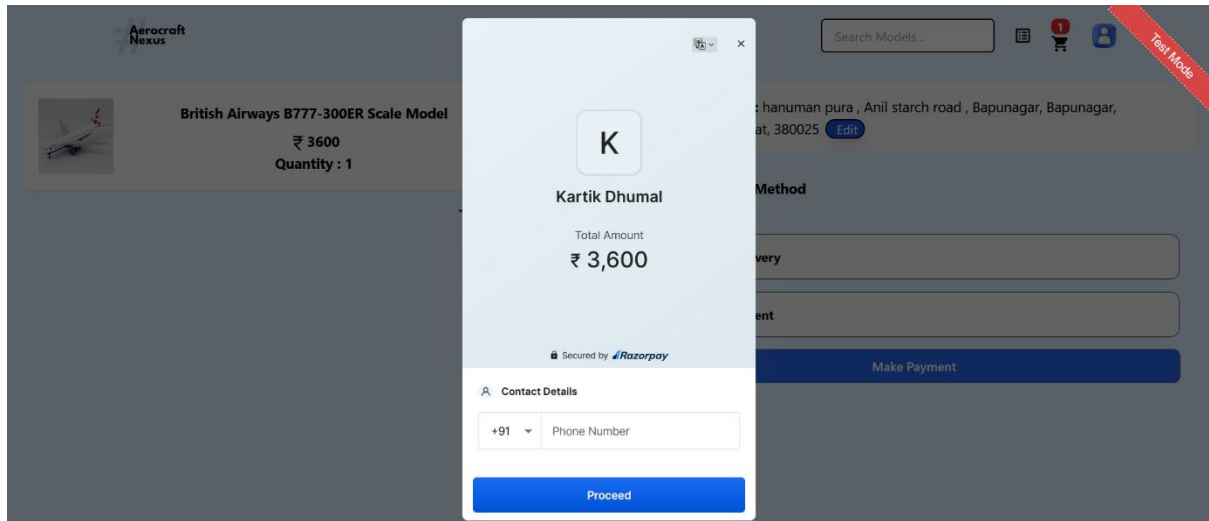 Aerocraft
Nexus
Search Models...
1
Test Mode
British Airways B777-300ER Scale Model
₹ 3600
Quantity : 1
: hanuman pura , Anil starch road , Bapunagar, Bapunagar,
at, 380025 Edit
Method
very
ent
Make Payment
K
Kartik Dhumal
Total Amount
₹ 3,600
Secured by Razorpay
Contact Details
+91 Phone Number
Proceed